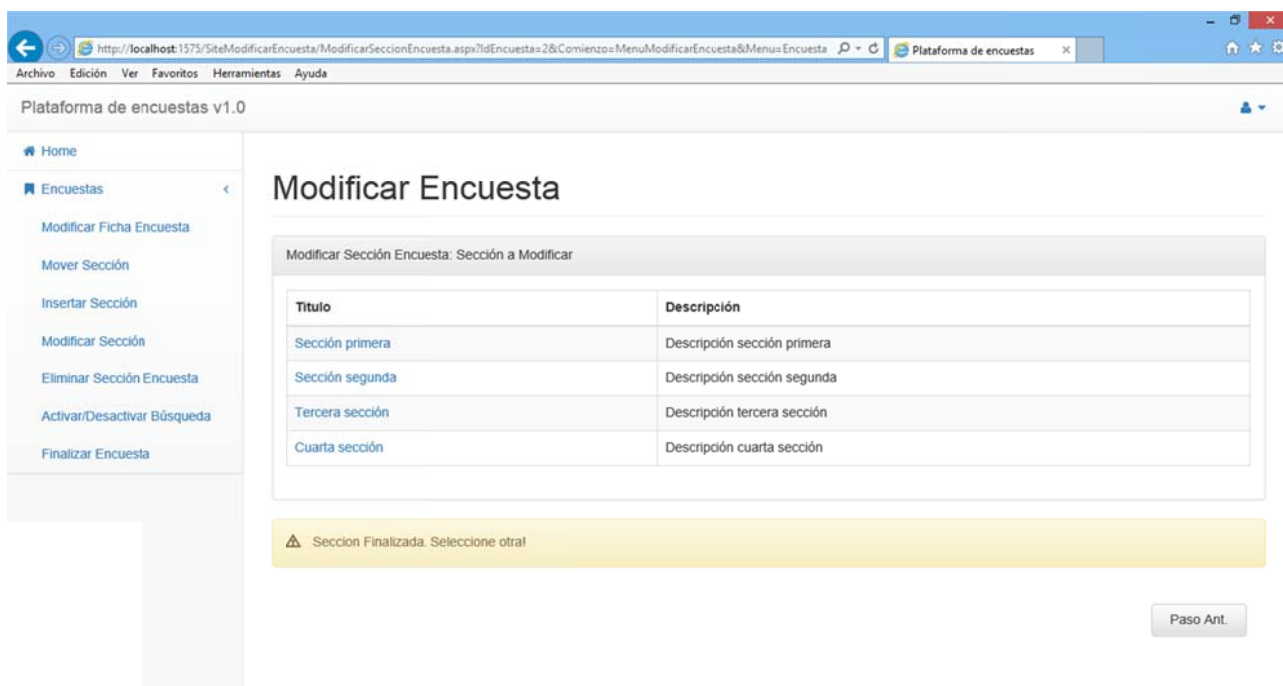 http://localhost:1575/SiteModificarEncuesta/ModificarSeccionEncuesta.aspx?IdEncuesta=2&Comienzo=MenuModificarEncuesta&Menu=Encuesta
Plataforma de encuestas
Archivo Edición Ver Favoritos Herramientas Ayuda
Plataforma de encuestas v1.0
Home
Encuestas
Modificar Ficha Encuesta
Mover Sección
Insertar Sección
Modificar Sección
Eliminar Sección Encuesta
Activar/Desactivar Búsqueda
Finalizar Encuesta
Modificar Encuesta
Modificar Sección Encuesta: Sección a Modificar
Titulo Descripción
Sección primera Descripción sección primera
Sección segunda Descripción sección segunda
Tercera sección Descripción tercera sección
Cuarta sección Descripción cuarta sección
Seccion Finalizada. Seleccione otra!
Paso Ant.